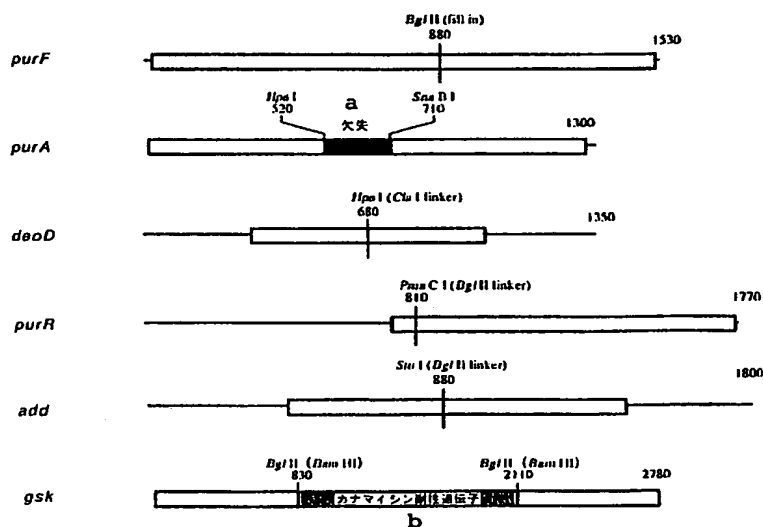 Bgl II (fill in)
880
1530
purF
Hpa I
520
a
欠失
Sna B I
710
1300
purA
Hpa I (Cla I linker)
680
1350
deoD
Pma C I (Bgl II linker)
810
1770
purR
Stu I (Bgl II linker)
880
1800
add
Bgl II (Bam HI)
830
Bgl II (Bam HI)
2110
2780
gsk
カナマイシン耐性遺伝子
b